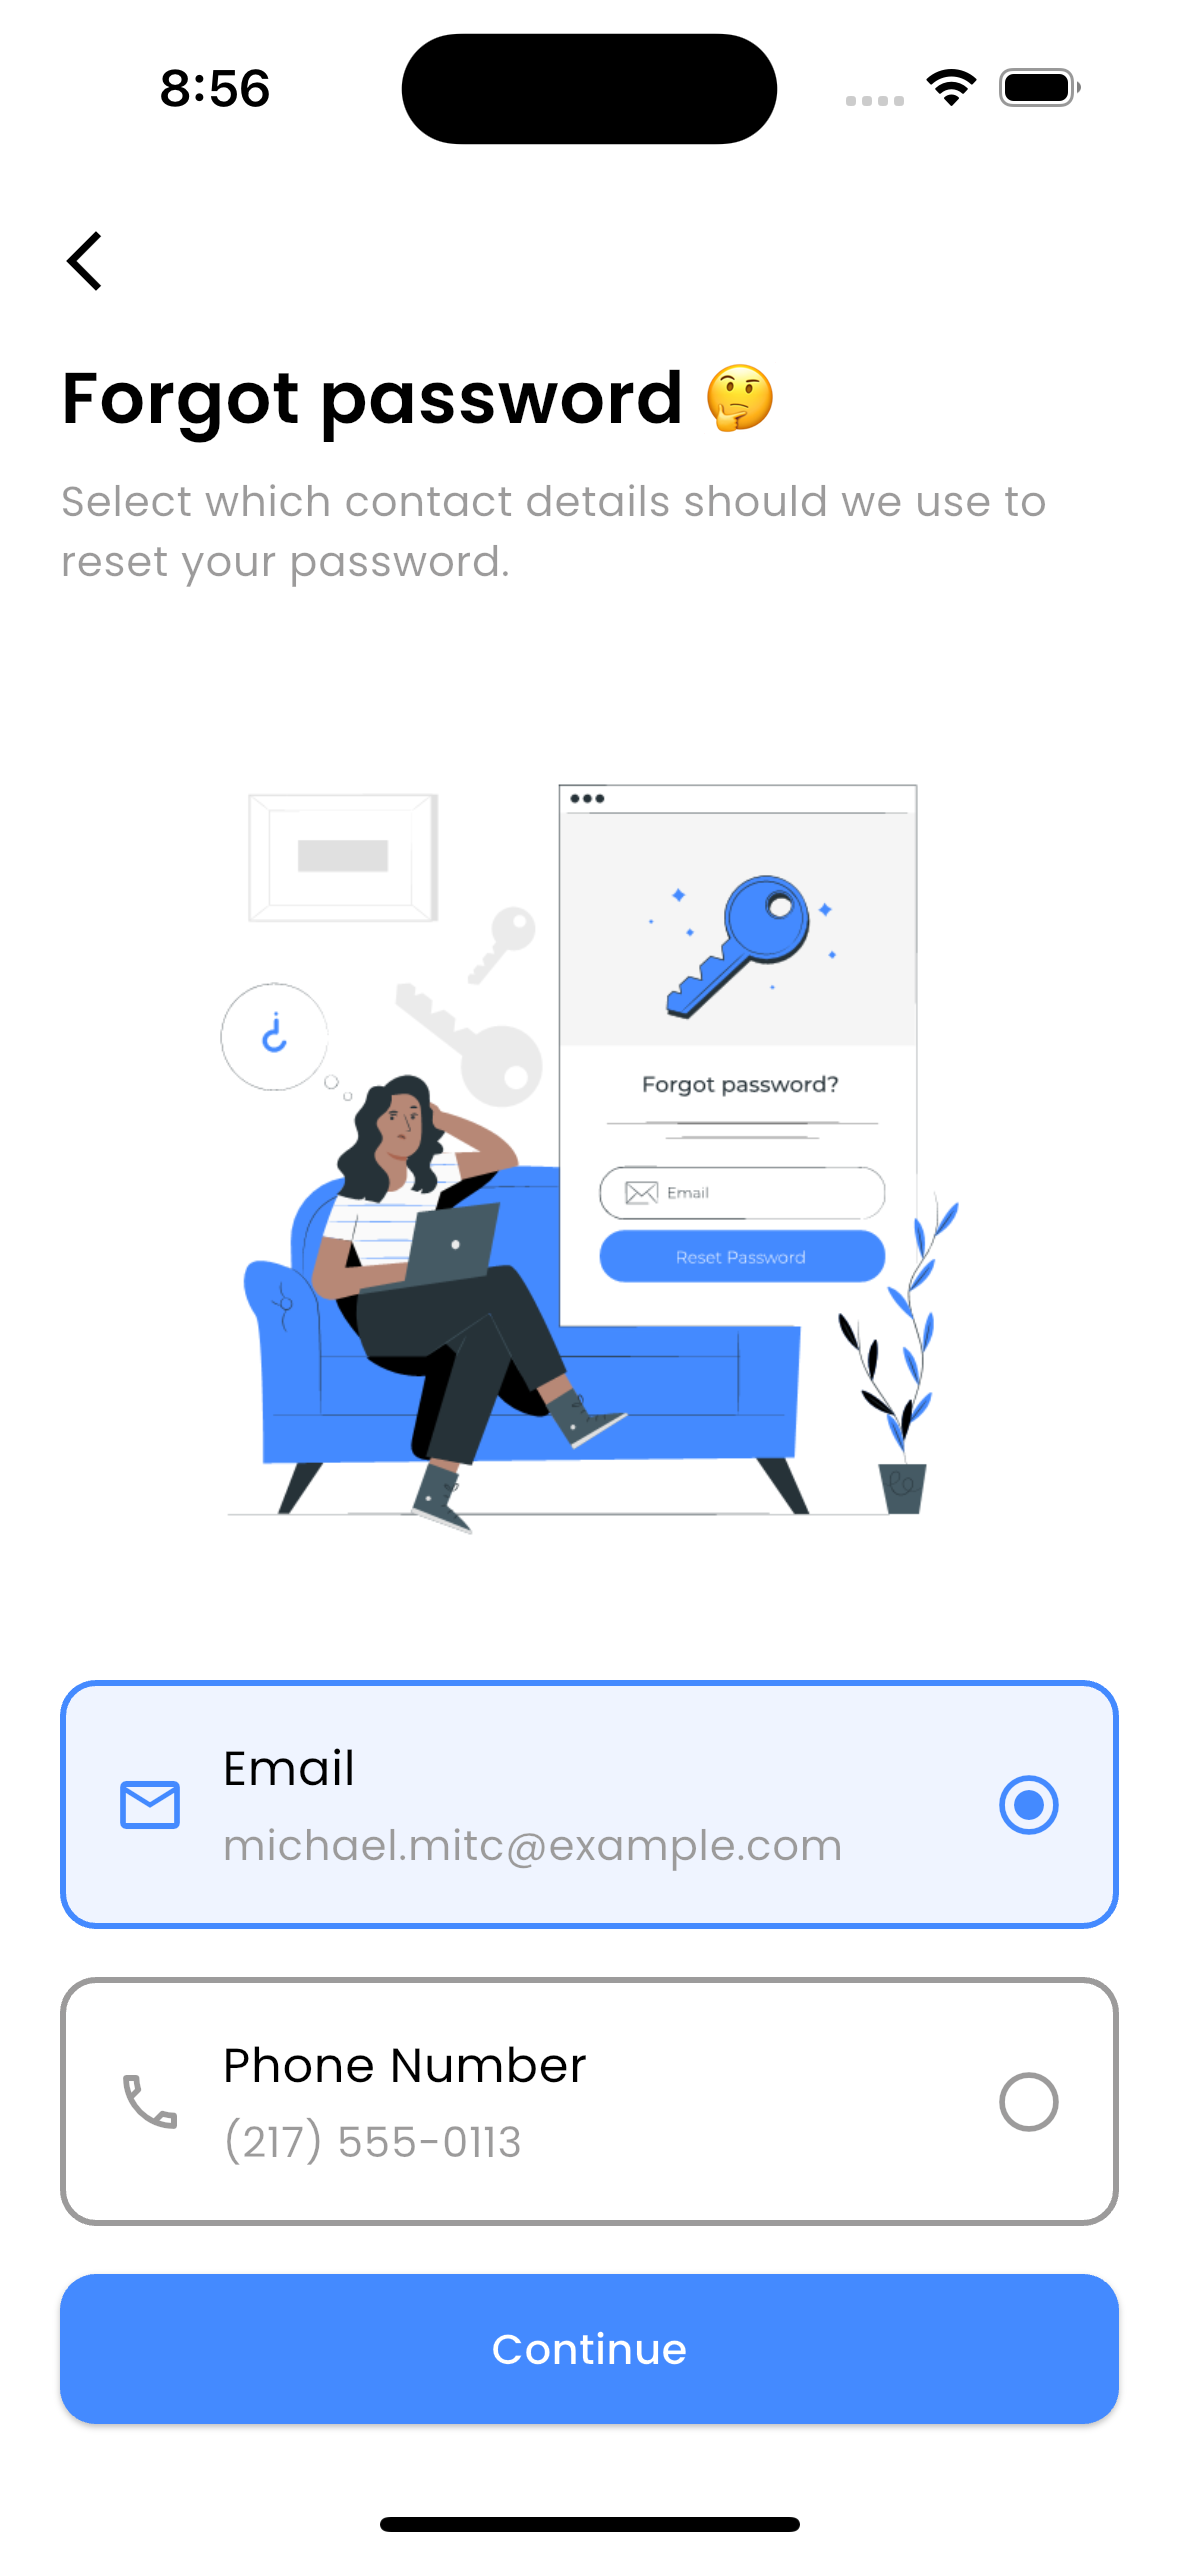 8:56
Forgot password 🤔
Select which contact details should we use to
reset your password.
¿
Forgot password?
Email
Reset Password
Email
michael.mitc@example.com
Phone Number
(217) 555-0113
Continue